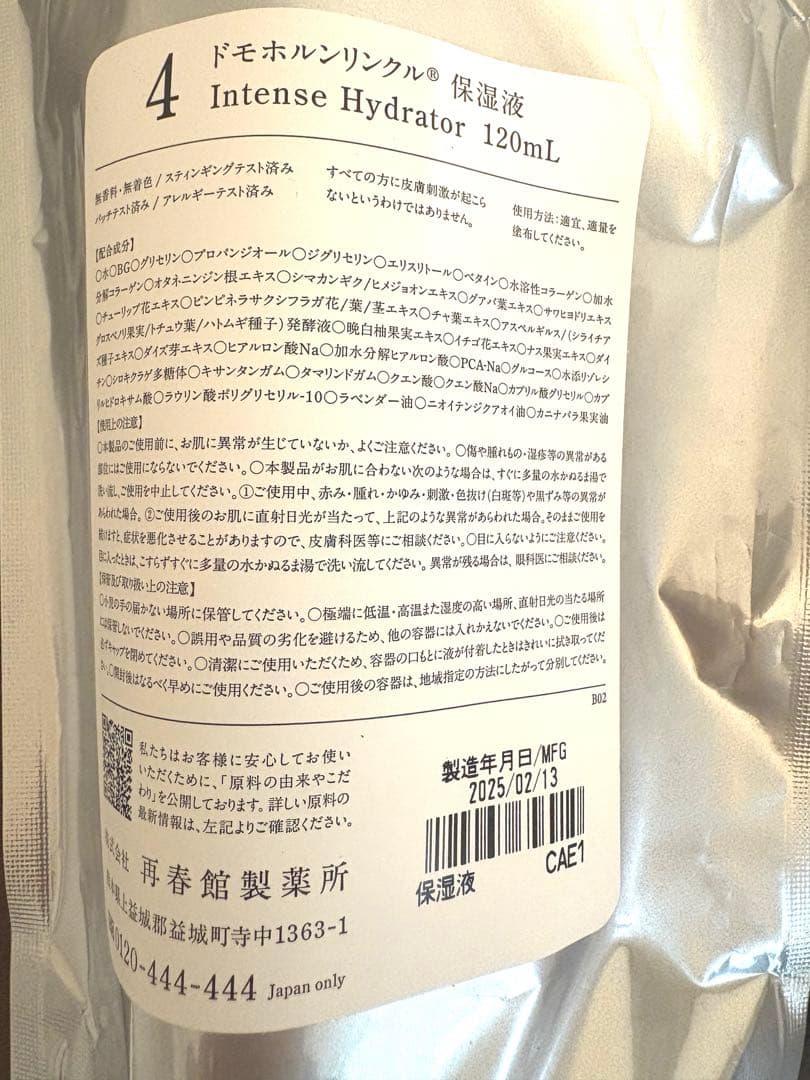 4
ドモホルンリンクル® 保湿液
Intense Hydrator 120mL
無香料・無着色 / スティンギングテスト済み
パッチテスト済み / アレルギーテスト済み
すべての方に皮膚刺激が起こら
ないというわけではありません。
使用方法:適宜、適量を
塗布してください。
【配合成分】
○水○BG○グリセリン○プロパンジオール○ジグリセリン○エリスリトール○ベタイン○水溶性コラーゲン○加水
分解コラーゲン○オタネニンジン根エキス○シマカンギク/ヒメジョオンエキス○グアバ葉エキス○サワヒヨドリエキス
○チューリップ花エキス○ピンピネラサクシフラガ花/葉/茎エキス○チャ葉エキス○アスペルギルス/(シライチア
グロスベノリ果実/トチュウ葉/ハトムギ種子)発酵液○晩白柚果実エキス○イチゴ花エキス○ナス果実エキス○ダイ
ズ種子エキス○ダイズ芽エキス○ヒアルロン酸Na○加水分解ヒアルロン酸○PCA-Na○グルコース○水添リゾレシ
チン○シロキクラゲ多糖体○キサンタンガム○タマリンドガム○クエン酸○クエン酸Na○カプリル酸グリセリル○カプ
リルヒドロキサム酸○ラウリン酸ポリグリセリル-10○ラベンダー油○ニオイテンジクアオイ油○カニナバラ果実油
【使用上の注意】
○本製品のご使用前に、お肌に異常が生じていないか、よくご注意ください。○傷や腫れもの・湿疹等の異常がある
部位にはご使用にならないでください。○本製品がお肌に合わない次のような場合は、すぐに多量の水かぬるま湯で
洗い流し、ご使用を中止してください。①ご使用中、赤み・腫れ・かゆみ・刺激・色抜け(白斑等)や黒ずみ等の異常が
あらわれた場合。②ご使用後のお肌に直射日光が当たって、上記のような異常があらわれた場合。そのままご使用を
続けますと、症状を悪化させることがありますので、皮膚科医等にご相談ください。○目に入らないようにご注意ください。
目に入ったときは、こすらずすぐに多量の水かぬるま湯で洗い流してください。異常が残る場合は、眼科医にご相談ください。
【保管及び取り扱い上の注意】
○小児の手の届かない場所に保管してください。○極端に低温・高温また湿度の高い場所、直射日光の当たる場所
には保管しないでください。○誤用や品質の劣化を避けるため、他の容器には入れかえないでください。○ご使用後は
必ずキャップを閉めてください。○清潔にご使用いただくため、容器の口もとに液が付着したときはきれいに拭き取ってくだ
さい。○開封後はなるべく早めにご使用ください。○ご使用後の容器は、地域指定の方法にしたがって分別してください。
B02
私たちはお客様に安心してお使い
いただくために、「原料の由来やこだ
わり」を公開しております。詳しい原料の
最新情報は、左記よりご確認ください。
製造年月日/MFG
2025/02/13
CAE1
保湿液
株式会社 再春館製薬所
熊本県上益城郡益城町寺中1363-1
0120-444-444 Japan only